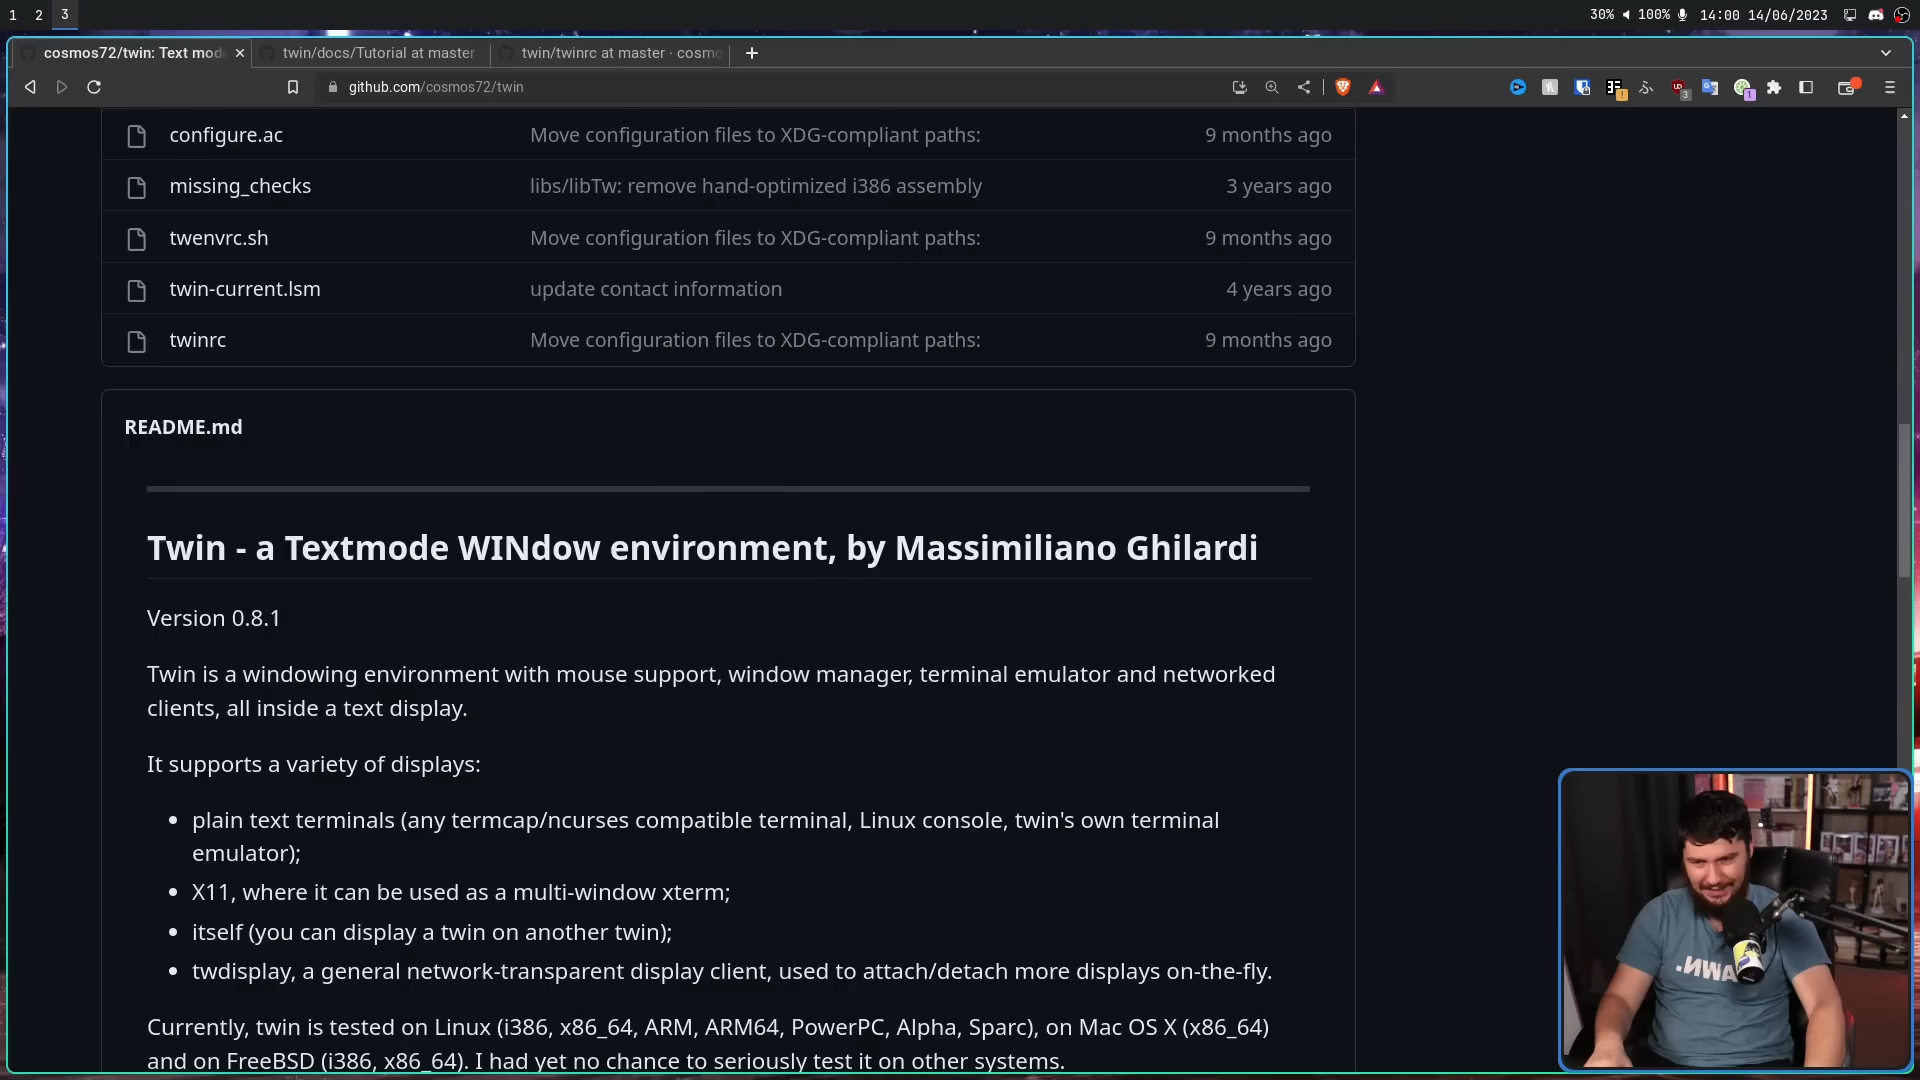 1 2 3 30% 100% 14:00 14/06/2023
cosmos72/twin: Text mod twin/docs/Tutorial at master twin/twinrc at master · cosmo
github.com/cosmos72/twin
configure.ac Move configuration files to XDG-compliant paths: 9 months ago
missing_checks libs/libTw: remove hand-optimized i386 assembly 3 years ago
twenvrc.sh Move configuration files to XDG-compliant paths: 9 months ago
twin-current.lsm update contact information 4 years ago
twinrc Move configuration files to XDG-compliant paths: 9 months ago
README.md
Twin - a Textmode WINdow environment, by Massimiliano Ghilardi
Version 0.8.1
Twin is a windowing environment with mouse support, window manager, terminal emulator and networked
clients, all inside a text display.
It supports a variety of displays:
• plain text terminals (any termcap/ncurses compatible terminal, Linux console, twin's own terminal
emulator);
• X11, where it can be used as a multi-window xterm;
• itself (you can display a twin on another twin);
• twdisplay, a general network-transparent display client, used to attach/detach more displays on-the-fly.
Currently, twin is tested on Linux (i386, x86_64, ARM, ARM64, PowerPC, Alpha, Sparc), on Mac OS X (x86_64)
and on FreeBSD (i386, x86_64). I had yet no chance to seriously test it on other systems.